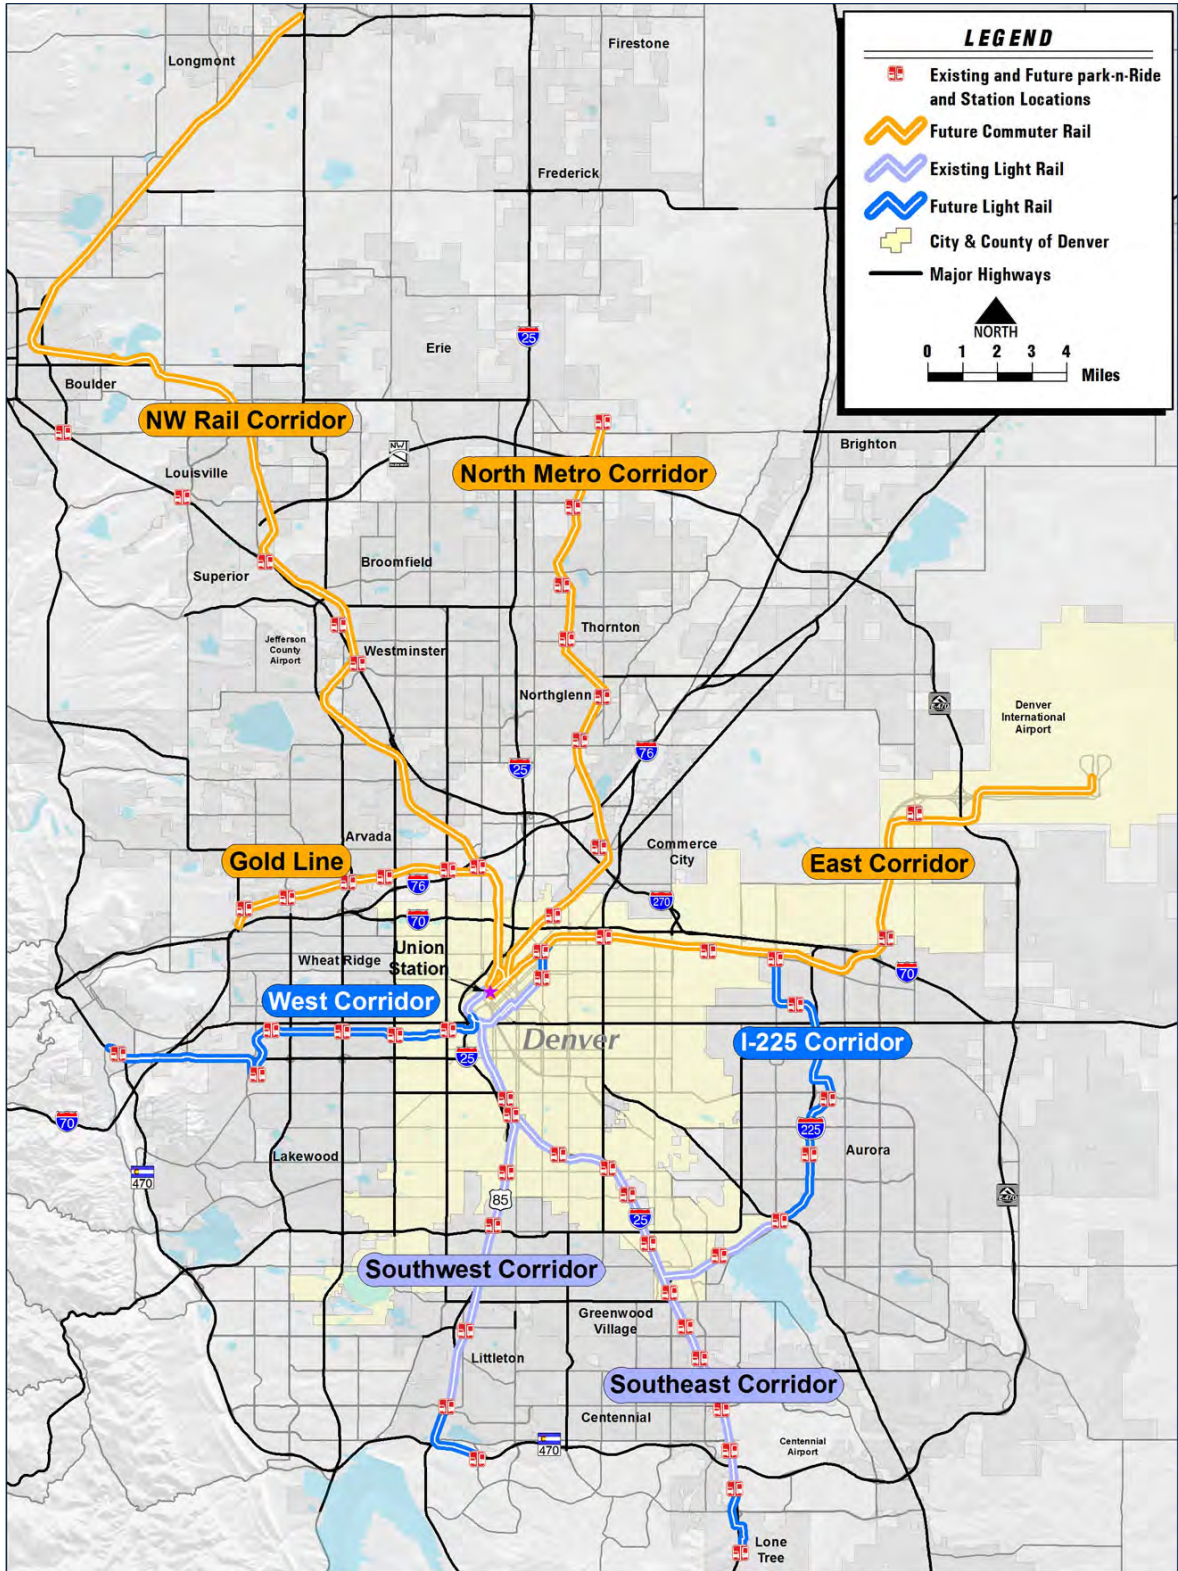 LEGEND
Existing and Future park-n-Ride
and Station Locations
Future Commuter Rail
Existing Light Rail
Future Light Rail
City & County of Denver
Major Highways
NORTH
0 1 2 3 4
Miles
Longmont
Firestone
Frederick
25
Erie
Boulder
NW Rail Corridor
Brighton
NW
North Metro Corridor
Louisville
Broomfield
Superior
Thornton
Jefferson
County
Airport
Westminster
Northglenn
Denver
International
Airport
76
25
Arvada
Commerce
City
Gold Line
East Corridor
76
270
70
Union
Station
Wheat Ridge
70
West Corridor
Denver
I-225 Corridor
25
70
225
Lakewood
Aurora
470
85
25
Southwest Corridor
Greenwood
Village
Littleton
Southeast Corridor
Centennial
470
Centennial
Airport
Lone
Tree